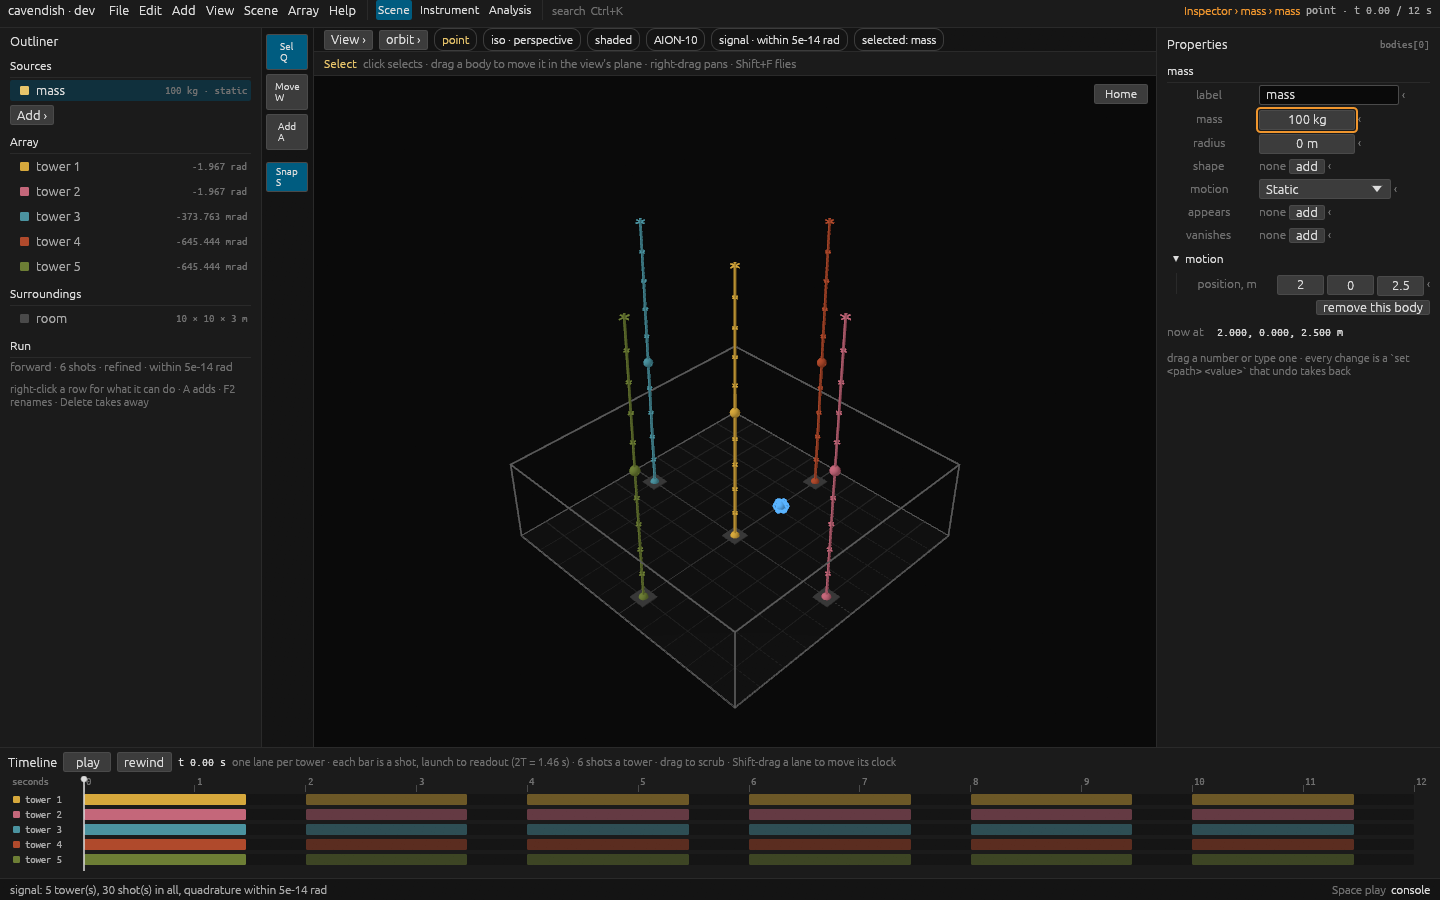 cavendish · dev File Edit Add View Scene Array Help Scene Instrument Analysis search Ctrl+K Inspector › mass › mass point · t 0.00 / 12 s
Outliner
Sources
mass 100 kg · static
Add ›
Array
tower 1 -1.967 rad
tower 2 -1.967 rad
tower 3 -373.763 mrad
tower 4 -645.444 mrad
tower 5 -645.444 mrad
Surroundings
room 10 × 10 × 3 m
Run
forward · 6 shots · refined · within 5e-14 rad
right-click a row for what it can do · A adds · F2
renames · Delete takes away
Sel
Q
Move
W
Add
A
Snap
S
View › orbit › point iso · perspective shaded AION-10 signal · within 5e-14 rad selected: mass
Select click selects · drag a body to move it in the view's plane · right-drag pans · Shift+F flies
Home
Properties bodies[0]
mass
label mass ‹
mass 100 kg ‹
radius 0 m ‹
shape none add ‹
motion Static ‹
appears none add ‹
vanishes none add ‹
motion
position, m 2 0 2.5 ‹
remove this body
now at 2.000, 0.000, 2.500 m
drag a number or type one · every change is a `set
<path> <value>` that undo takes back
Timeline play rewind t 0.00 s one lane per tower · each bar is a shot, launch to readout (2T = 1.46 s) · 6 shots a tower · drag to scrub · Shift-drag a lane to move its clock
seconds 0 1 2 3 4 5 6 7 8 9 10 11 12
tower 1
tower 2
tower 3
tower 4
tower 5
signal: 5 tower(s), 30 shot(s) in all, quadrature within 5e-14 rad Space play console